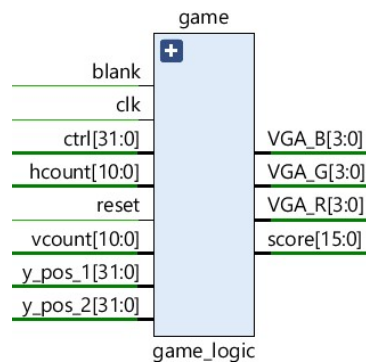 game
blank
clk
ctrl[31:0]
VGA_B[3:0]
hcount[10:0]
VGA_G[3:0]
reset
VGA_R[3:0]
vcount[10:0]
score[15:0]
y_pos_1[31:0]
y_pos_2[31:0]
game_logic